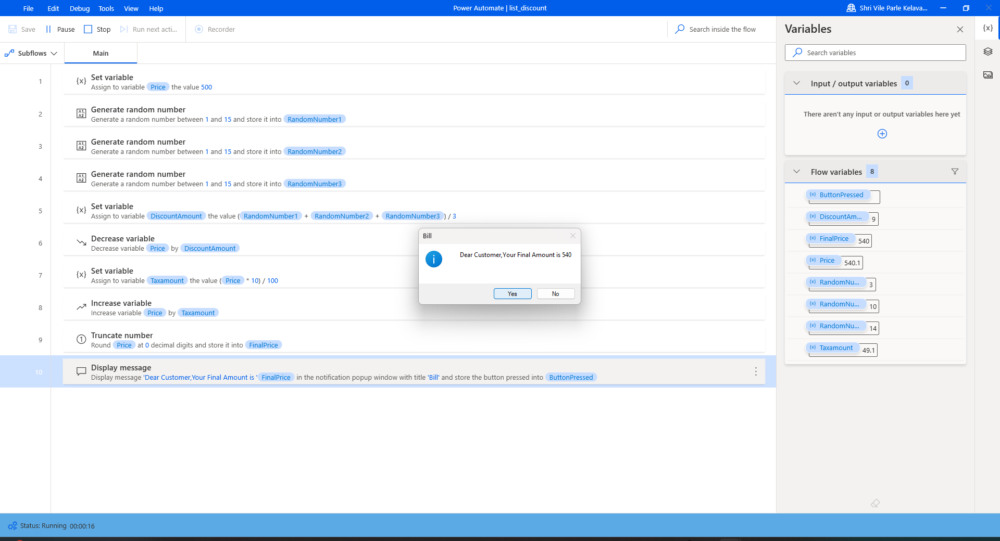 File Edit Debug Tools View Help
Power Automate | list_discount
Shri Vile Parle Kelava...
Save Pause Stop Run next acti... Recorder
Search inside the flow
Subflows Main
1
{x} Set variable
Assign to variable Price the value 500
2
A1, A2 Generate random number
Generate a random number between 1 and 15 and store it into RandomNumber1
3
A1, A2 Generate random number
Generate a random number between 1 and 15 and store it into RandomNumber2
4
A1, A2 Generate random number
Generate a random number between 1 and 15 and store it into RandomNumber3
5
{x} Set variable
Assign to variable DiscountAmount the value (RandomNumber1 + RandomNumber2 + RandomNumber3) / 3
6
Decrease variable
Decrease variable Price by DiscountAmount
7
{x} Set variable
Assign to variable Taxamount the value (Price * 10) / 100
8
Increase variable
Increase variable Price by Taxamount
9
1 Truncate number
Round Price at 0 decimal digits and store it into FinalPrice
10
Display message
Display message 'Dear Customer,Your Final Amount is ' FinalPrice in the notification popup window with title 'Bill' and store the button pressed into ButtonPressed
Bill
i
Dear Customer,Your Final Amount is 540
Yes No
Variables
{x}
Search variables
Input / output variables 0
There aren't any input or output variables here yet
Flow variables 8
{x} ButtonPressed
{x} DiscountAm... 9
{x} FinalPrice 540
{x} Price 540.1
{x} RandomNu... 3
{x} RandomNu... 10
{x} RandomNu... 14
{x} Taxamount 49.1
Status: Running 00:00:16